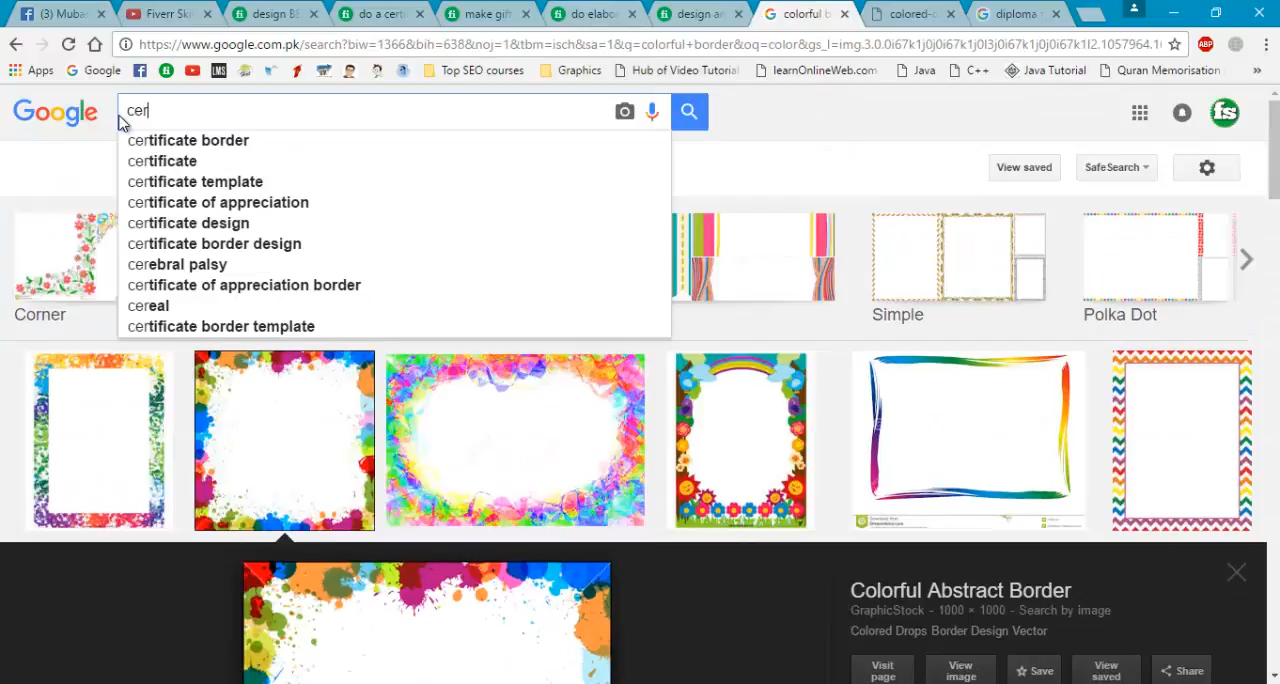 (3) Mubas
Fiverr Ski
design BE
do a certi
make gif
do elabo
design an
colorful b
colored-c
diploma
https://www.google.com.pk/search?biw=1366&bih=638&noj=1&tbm=isch&sa=1&q=colorful+border&oq=color&gs_l=img.3.0.0i67k1j0j0l3j0i67k1j0l2.1057964.1
Apps Google LMS Top SEO courses Graphics Hub of Video Tutorial learnOnlineWeb.com Java C++ Java Tutorial Quran Memorisation
Google
cer
fs
certificate border
certificate
certificate template
certificate of appreciation
certificate design
certificate border design
cerebral palsy
certificate of appreciation border
cereal
certificate border template
View saved
SafeSearch
Corner
Simple
Polka Dot
Colorful Abstract Border
GraphicStock - 1000 × 1000 - Search by image
Colored Drops Border Design Vector
Visit page
View image
Save
View saved
Share